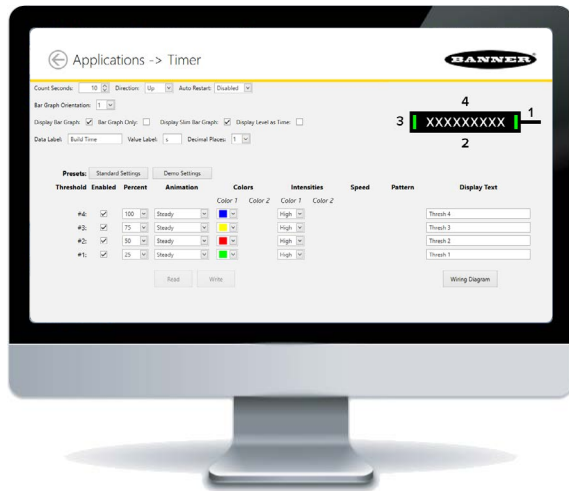 Applications -> Timer
BANNER
Count Seconds: 10 Direction: Up Auto Restart: Disabled
Bar Graph Orientation: 1
Display Bar Graph: Bar Graph Only: Display Slim Bar Graph: Display Level as Time:
Data Label: Build Time Value Label: s Decimal Places: 1
4
3 XXXXXXXXX 1
2
Presets: Standard Settings Demo Settings
Threshold Enabled Percent Animation Colors Intensities Speed Pattern Display Text
Color 1 Color 2 Color 1 Color 2
#4: 100 Steady High Thresh 4
#3: 75 Steady High Thresh 3
#2: 50 Steady High Thresh 2
#1: 25 Steady High Thresh 1
Read Write Wiring Diagram